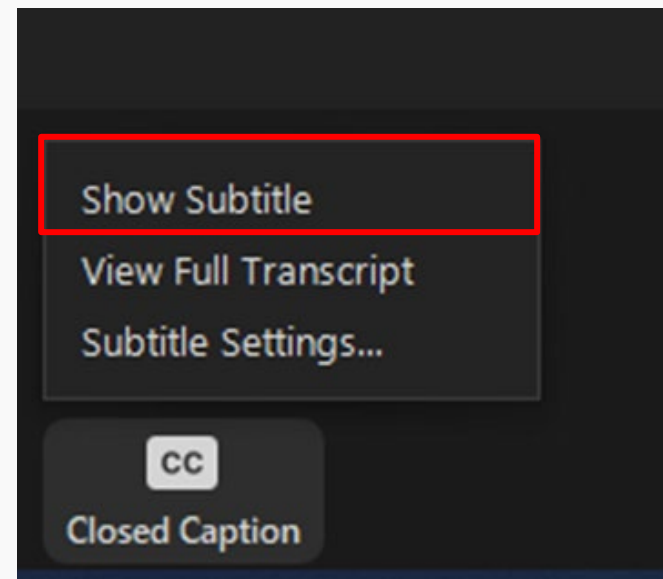 Show Subtitle
View Full Transcript
Subtitle Settings...
CC
Closed Caption